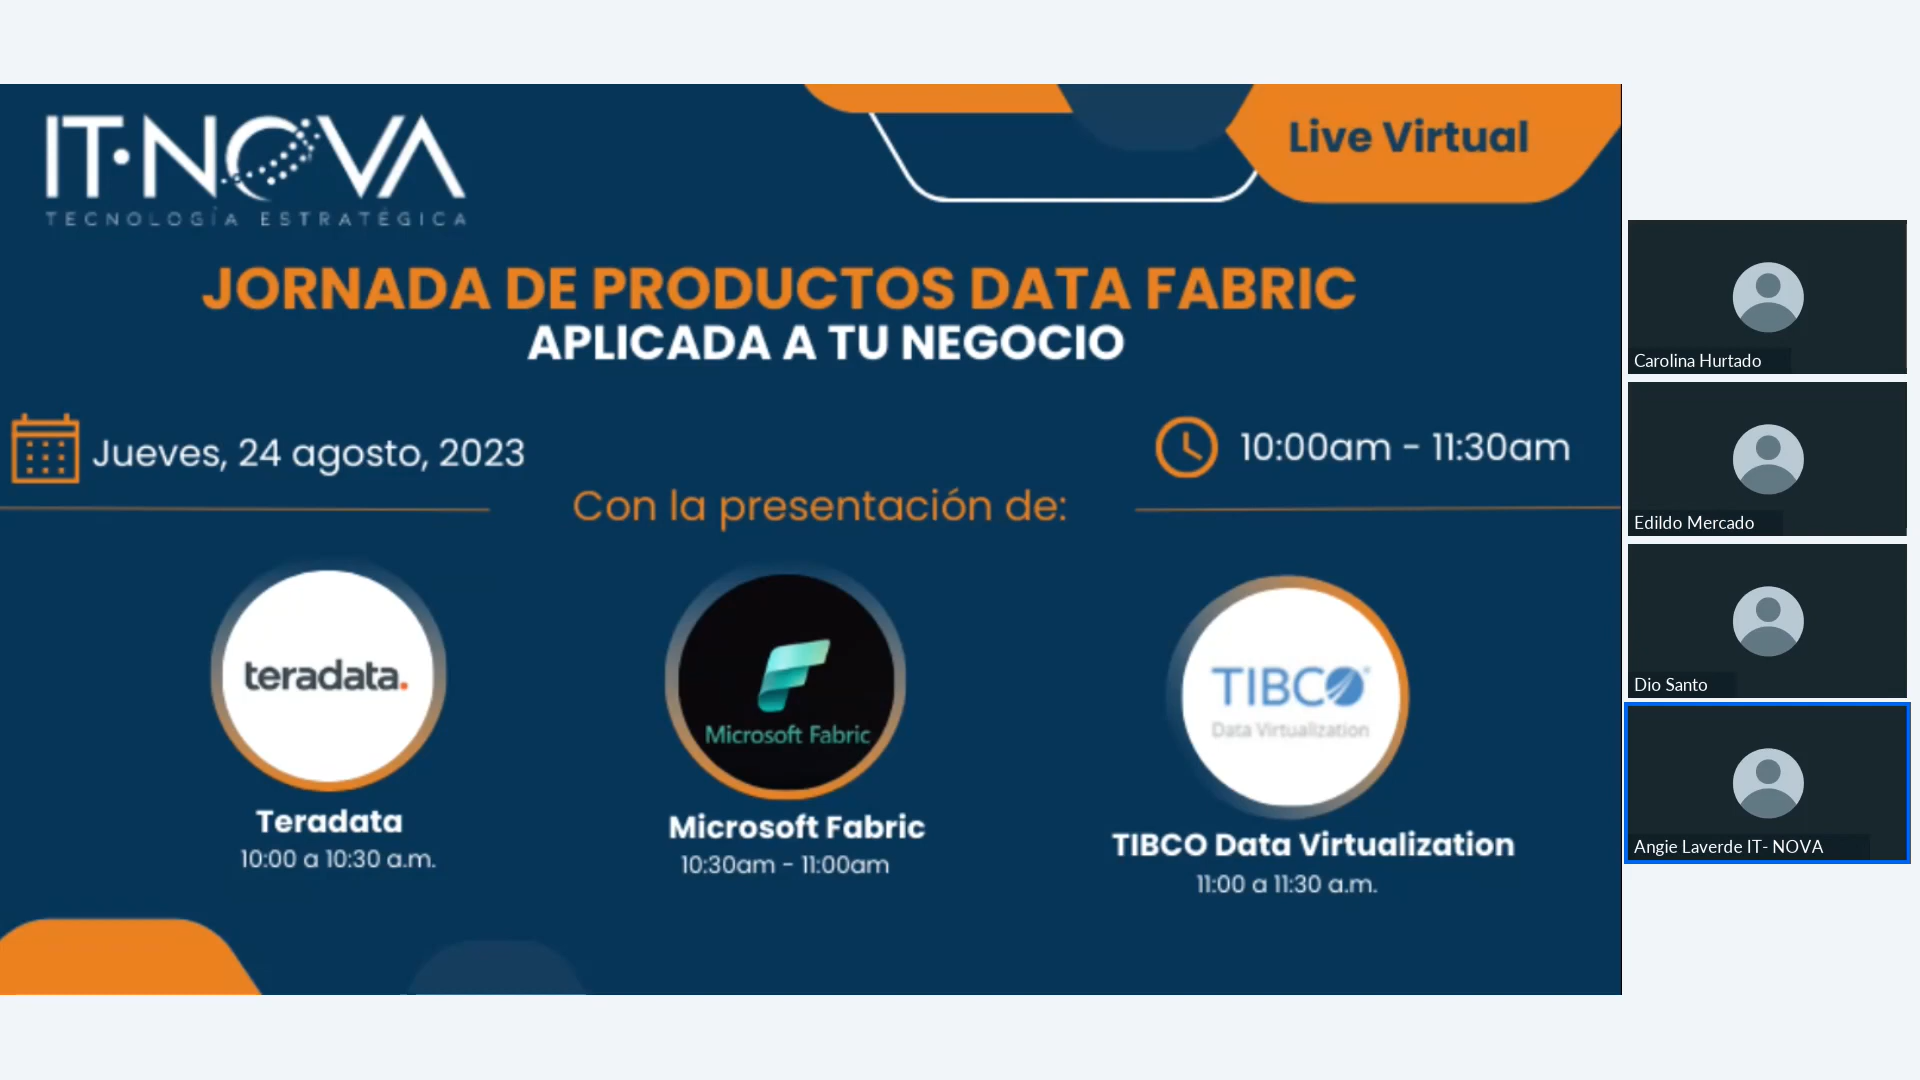 IT·NOVA
TECNOLOGÍA ESTRATÉGICA
Live Virtual
JORNADA DE PRODUCTOS DATA FABRIC
APLICADA A TU NEGOCIO
Jueves, 24 agosto, 2023
10:00am - 11:30am
Con la presentación de:
teradata.
Microsoft Fabric
TIBCO®
Data Virtualization
Teradata
10:00 a 10:30 a.m.
Microsoft Fabric
10:30am - 11:00am
TIBCO Data Virtualization
11:00 a 11:30 a.m.
Carolina Hurtado
Edildo Mercado
Dio Santo
Angie Laverde IT- NOVA